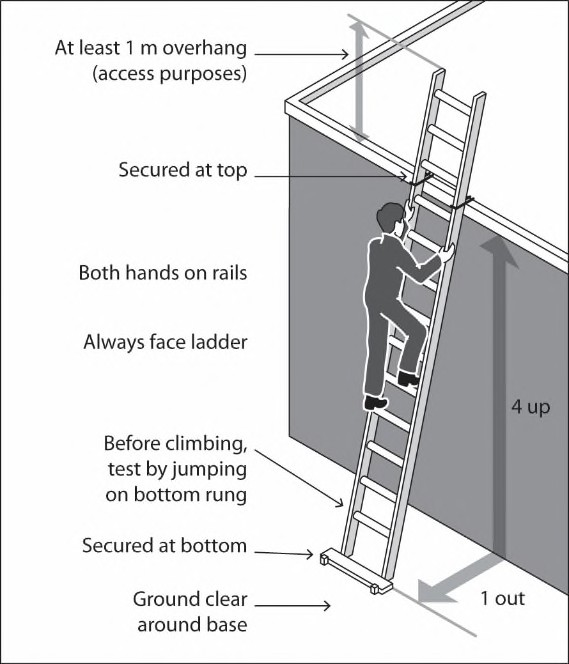 At least 1 m overhang
(access purposes)
Secured at top
Both hands on rails
Always face ladder
4 up
Before climbing,
test by jumping
on bottom rung
Secured at bottom
1 out
Ground clear
around base